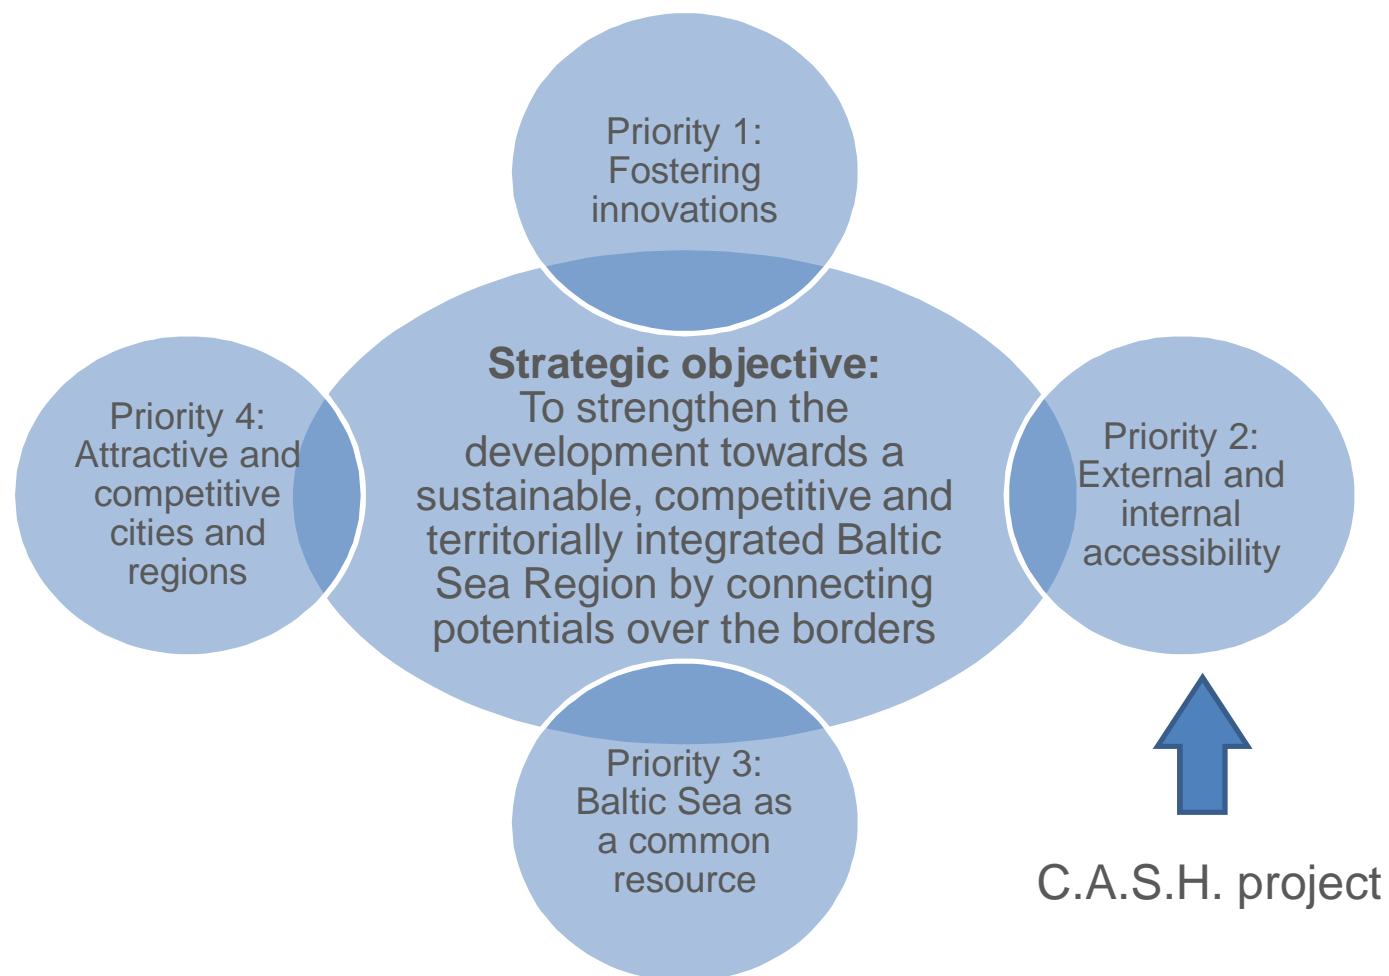 Priority 1:
Fostering
innovations
Strategic objective:
To strengthen the
development towards a
sustainable, competitive and
territorially integrated Baltic
Sea Region by connecting
potentials over the borders
Priority 4:
Attractive and
competitive
cities and
regions
Priority 2:
External and
internal
accessibility
Priority 3:
Baltic Sea as
a common
resource
C.A.S.H. project